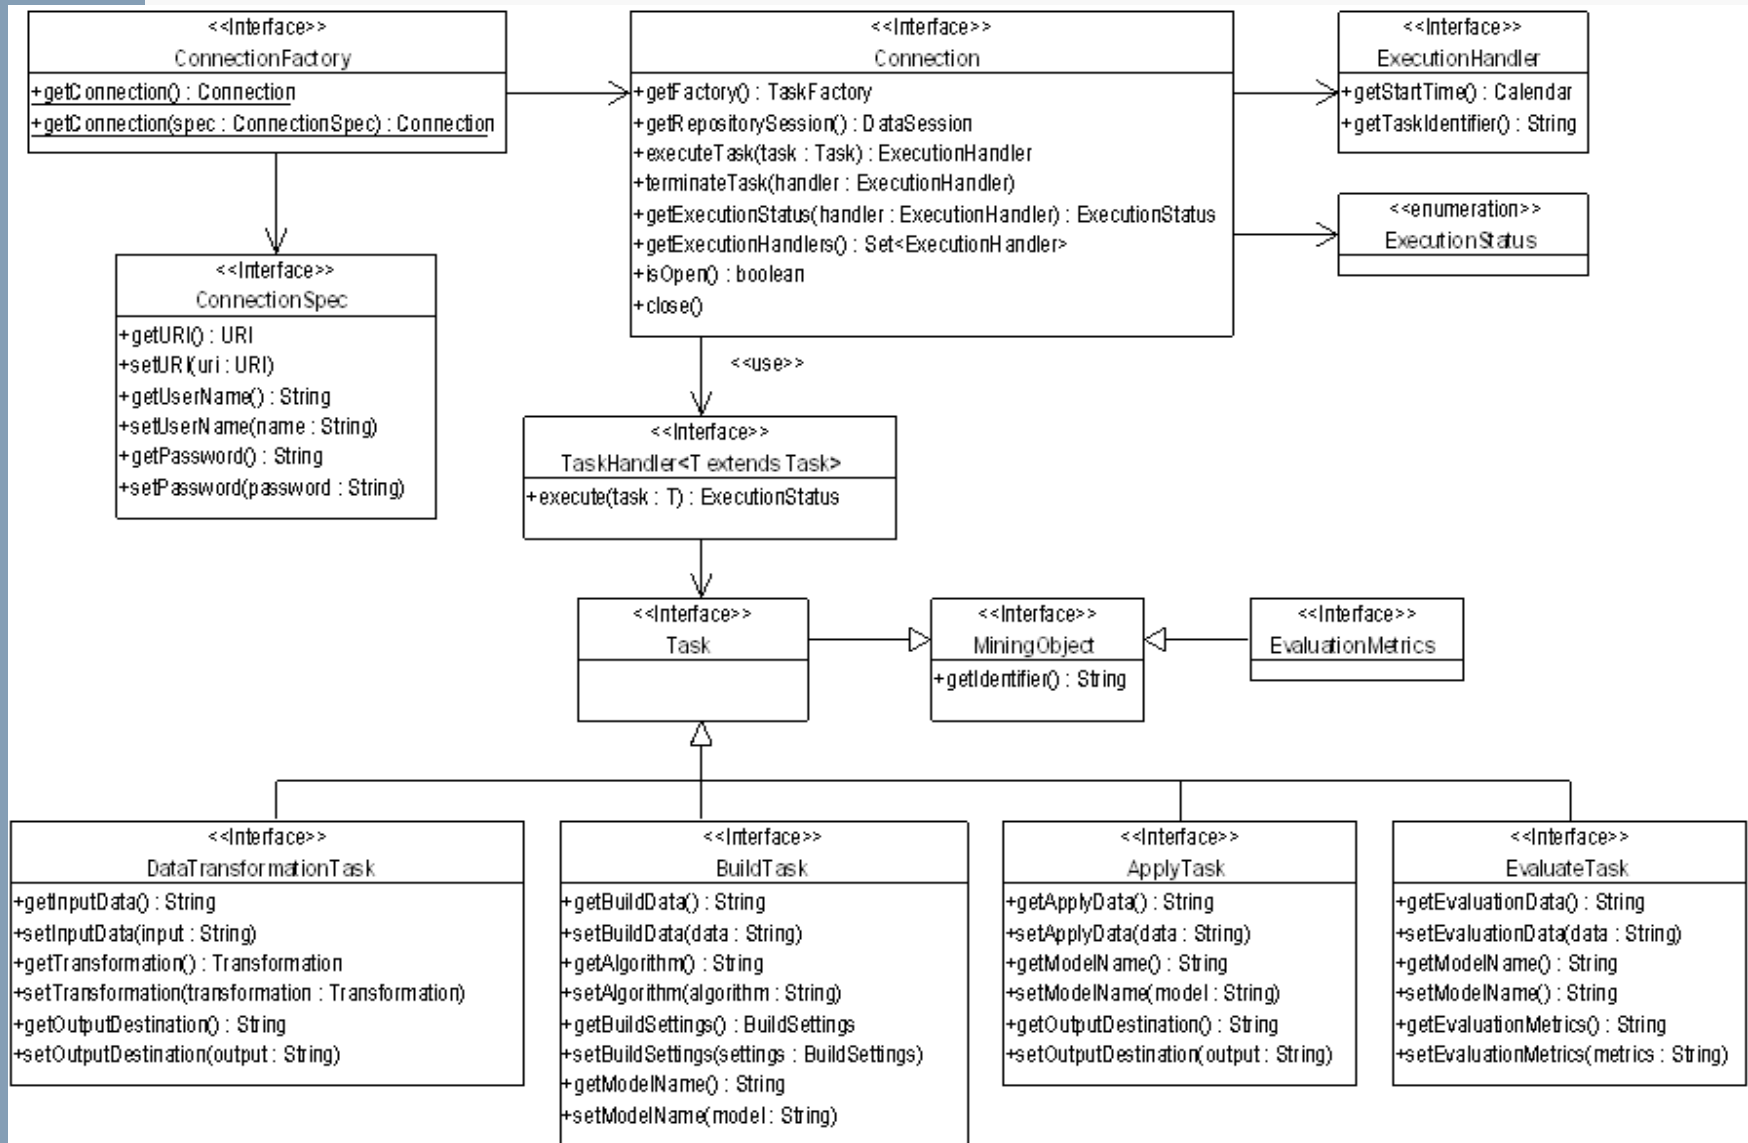 <<Interface>>
ConnectionFactory
+getConnection() : Connection
+getConnection(spec : ConnectionSpec) : Connection
<<Interface>>
Connection
+getFactory() : TaskFactory
+getRepositorySession() : DataSession
+executeTask(task : Task) : ExecutionHandler
+terminateTask(handler : ExecutionHandler)
+getExecutionStatus(handler : ExecutionHandler) : ExecutionStatus
+getExecutionHandlers() : Set<ExecutionHandler>
+isOpen() : boolean
+close()
<<Interface>>
ExecutionHandler
+getStartTime() : Calendar
+getTaskIdentifier() : String
<<enumeration>>
ExecutionStatus
<<Interface>>
ConnectionSpec
+getURI() : URI
+setURI(uri : URI)
+getUserName() : String
+setUserName(name : String)
+getPassword() : String
+setPassword(password : String)
<<use>>
<<Interface>>
TaskHandler<T extends Task>
+execute(task : T) : ExecutionStatus
<<Interface>>
Task
<<Interface>>
MiningObject
+getIdentifier() : String
<<Interface>>
EvaluationMetrics
<<Interface>>
DataTransformationTask
+getInputData() : String
+setInputData(input : String)
+getTransformation() : Transformation
+setTransformation(transformation : Transformation)
+getOutputDestination() : String
+setOutputDestination(output : String)
<<Interface>>
BuildTask
+getBuildData() : String
+setBuildData(data : String)
+getAlgorithm() : String
+setAlgorithm(algorithm : String)
+getBuildSettings() : BuildSettings
+setBuildSettings(settings : BuildSettings)
+getModelName() : String
+setModelName(model : String)
<<Interface>>
ApplyTask
+getApplyData() : String
+setApplyData(data : String)
+getModelName() : String
+setModelName(model : String)
+getOutputDestination() : String
+setOutputDestination(output : String)
<<Interface>>
EvaluateTask
+getEvaluationData() : String
+setEvaluationData(data : String)
+getModelName() : String
+setModelName() : String
+getEvaluationMetrics() : String
+setEvaluationMetrics(metrics : String)